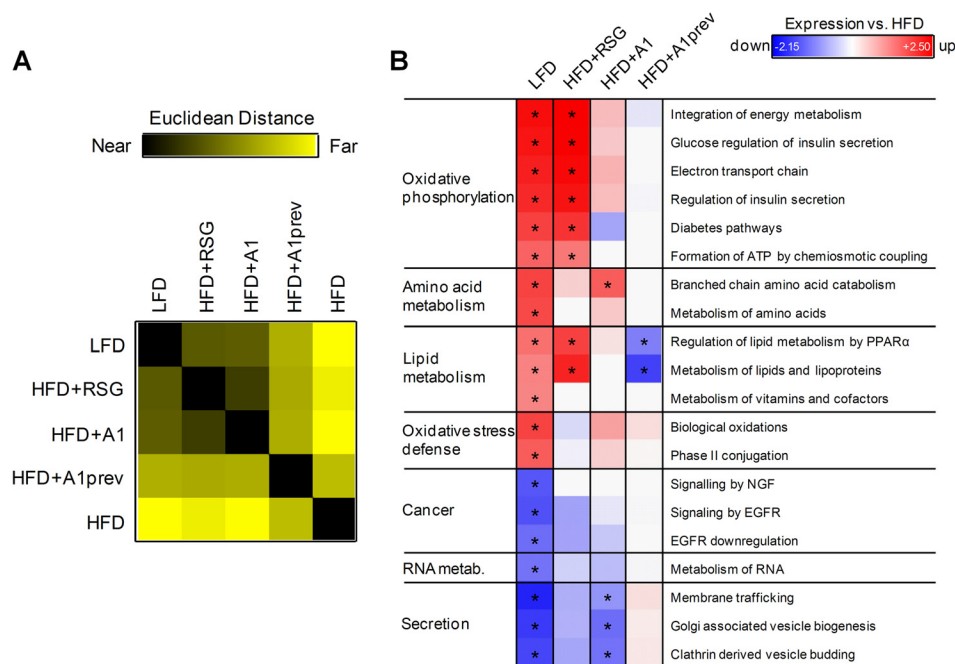 A
Euclidean Distance
Near
Far
LFD
HFD+RSG
HFD+A1
HFD+A1prev
HFD
LFD
HFD+RSG
HFD+A1
HFD+A1prev
HFD
B
Expression vs. HFD
down
-2.15
+2.50
up
LFD
HFD+RSG
HFD+A1
HFD+A1prev
Oxidative
phosphorylation
* * Integration of energy metabolism
* * Glucose regulation of insulin secretion
* * Electron transport chain
* * Regulation of insulin secretion
* * Diabetes pathways
* * Formation of ATP by chemiosmotic coupling
Amino acid
metabolism
* * Branched chain amino acid catabolism
* Metabolism of amino acids
Lipid
metabolism
* * * Regulation of lipid metabolism by PPARα
* * * Metabolism of lipids and lipoproteins
* Metabolism of vitamins and cofactors
Oxidative stress
defense
* Biological oxidations
* Phase II conjugation
Cancer
* Signalling by NGF
* Signaling by EGFR
* EGFR downregulation
RNA metab.
* Metabolism of RNA
Secretion
* * Membrane trafficking
* * Golgi associated vesicle biogenesis
* * Clathrin derived vesicle budding